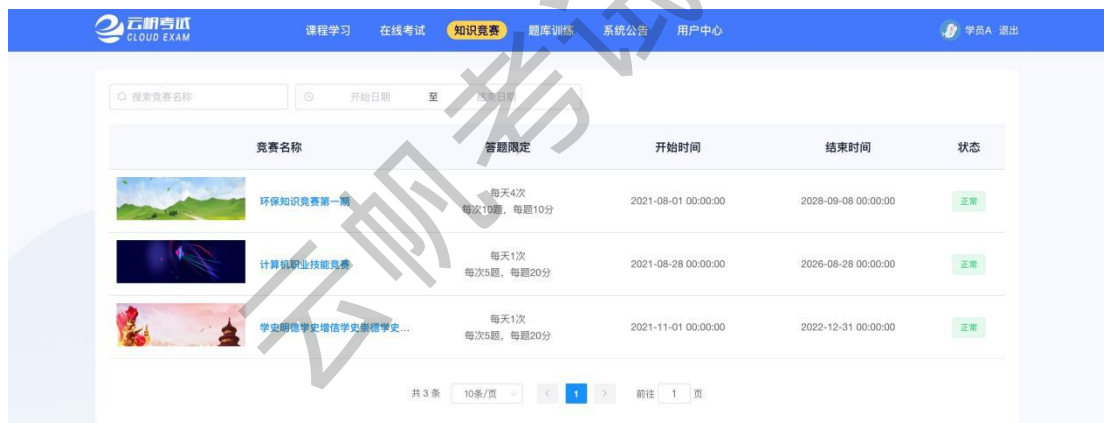 云帆考试
CLOUD EXAM
课程学习 在线考试 知识竞赛 题库训练 系统公告 用户中心 学员A 退出
搜索竞赛名称 开始日期 至 结束日期
竞赛名称 答题限定 开始时间 结束时间 状态
每天4次
环保知识竞赛第一期 2021-08-01 00:00:00 2028-09-08 00:00:00 正常
每次10题，每题10分
每天1次
计算机职业技能竞赛 2021-08-28 00:00:00 2026-08-28 00:00:00 正常
每次5题，每题20分
每天1次
学史明德学史增信学史崇德学史... 2021-11-01 00:00:00 2022-12-31 00:00:00 正常
每次5题，每题20分
共 3 条 10条/页 1 前往 1 页
云帆考试